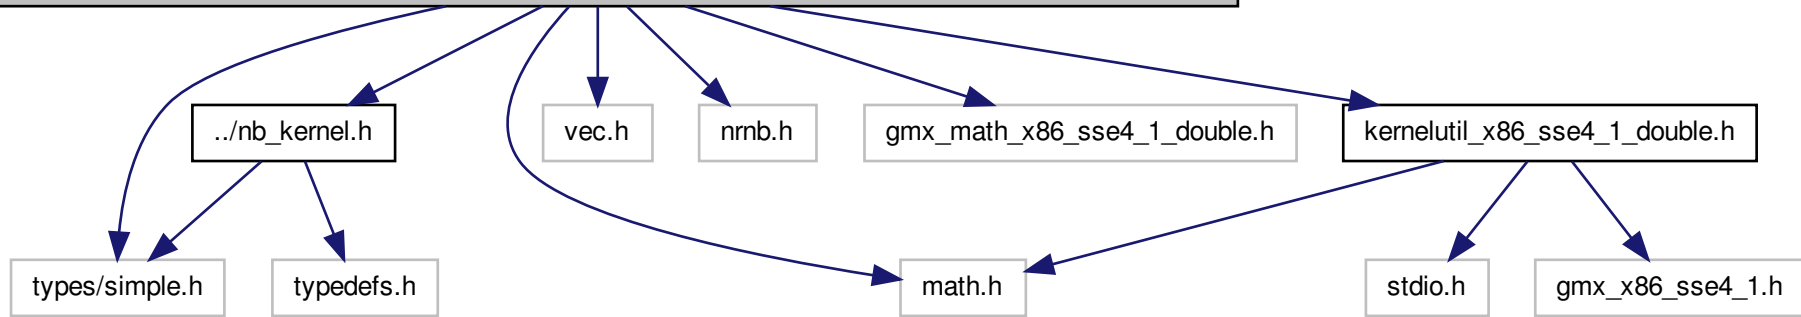 ../nb_kernel.h
vec.h
nrnb.h
gmx_math_x86_sse4_1_double.h
kernelutil_x86_sse4_1_double.h
types/simple.h
typedefs.h
math.h
stdio.h
gmx_x86_sse4_1.h